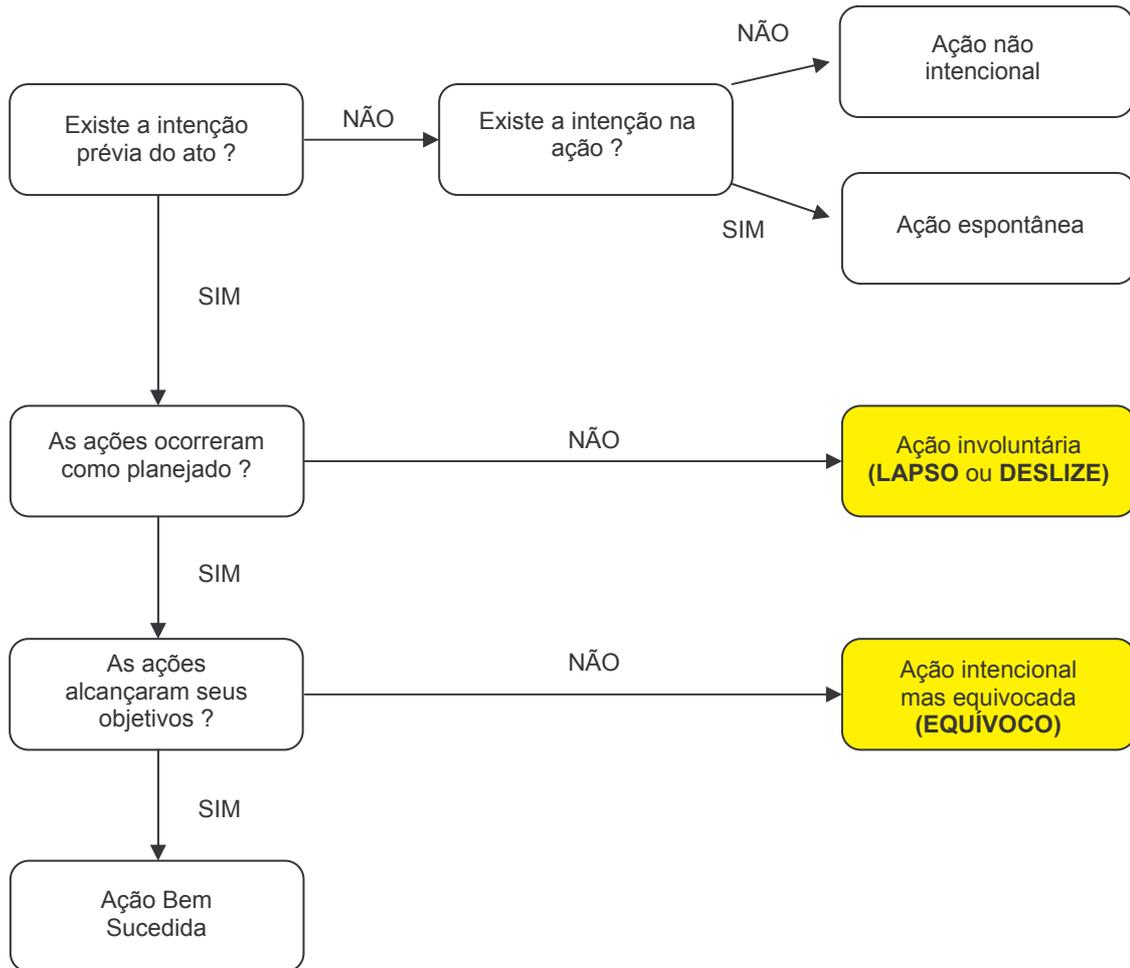 NÃO
Ação não
intencional
Existe a intenção
prévia do ato ?
NÃO
Existe a intenção na
ação ?
SIM
Ação espontânea
SIM
As ações ocorreram
como planejado ?
NÃO
Ação involuntária
(LAPSO ou DESLIZE)
SIM
As ações
alcançaram seus
objetivos ?
NÃO
Ação intencional
mas equivocada
(EQUÍVOCO)
SIM
Ação Bem
Sucedida